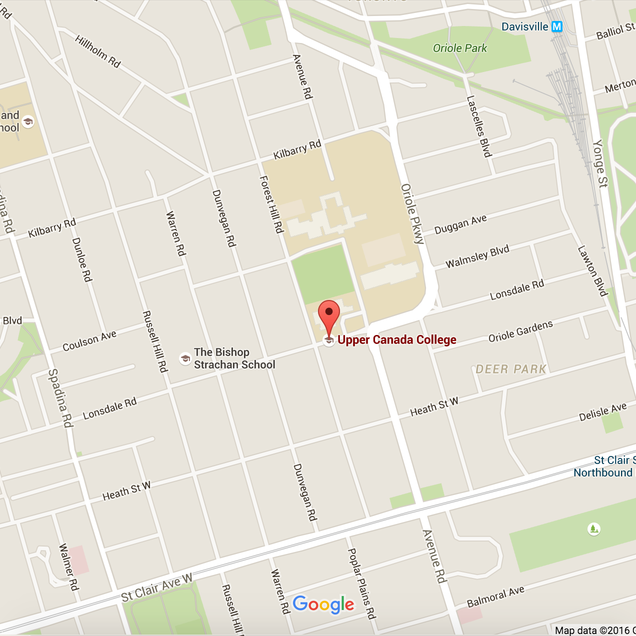 Davisville M
Oriole Park
Balliol St
Hillholm Rd
Avenue Rd
Merton
Lascelles Blvd
and
hool
Yonge St
Kilbarry Rd
Forest Hill Rd
Oriole Pkwy
Spadina Rd
Kilbarry Rd
Warren Rd
Dunvegan Rd
Duggan Ave
Dunloe Rd
Walmsley Blvd
Lawton Blvd
Lonsdale Rd
Blvd
Coulson Ave
Russell Hill Rd
Upper Canada College
Oriole Gardens
The Bishop
Strachan School
DEER PARK
Spadina Rd
Lonsdale Rd
Heath St W
Delisle Ave
St Clair S
Northbound
Heath St W
Dunvegan Rd
Walmer Rd
Avenue Rd
St Clair Ave W
Poplar Plains Rd
Warren Rd
Russell Hill
Balmoral Ave
Google
Map data ©2016 G